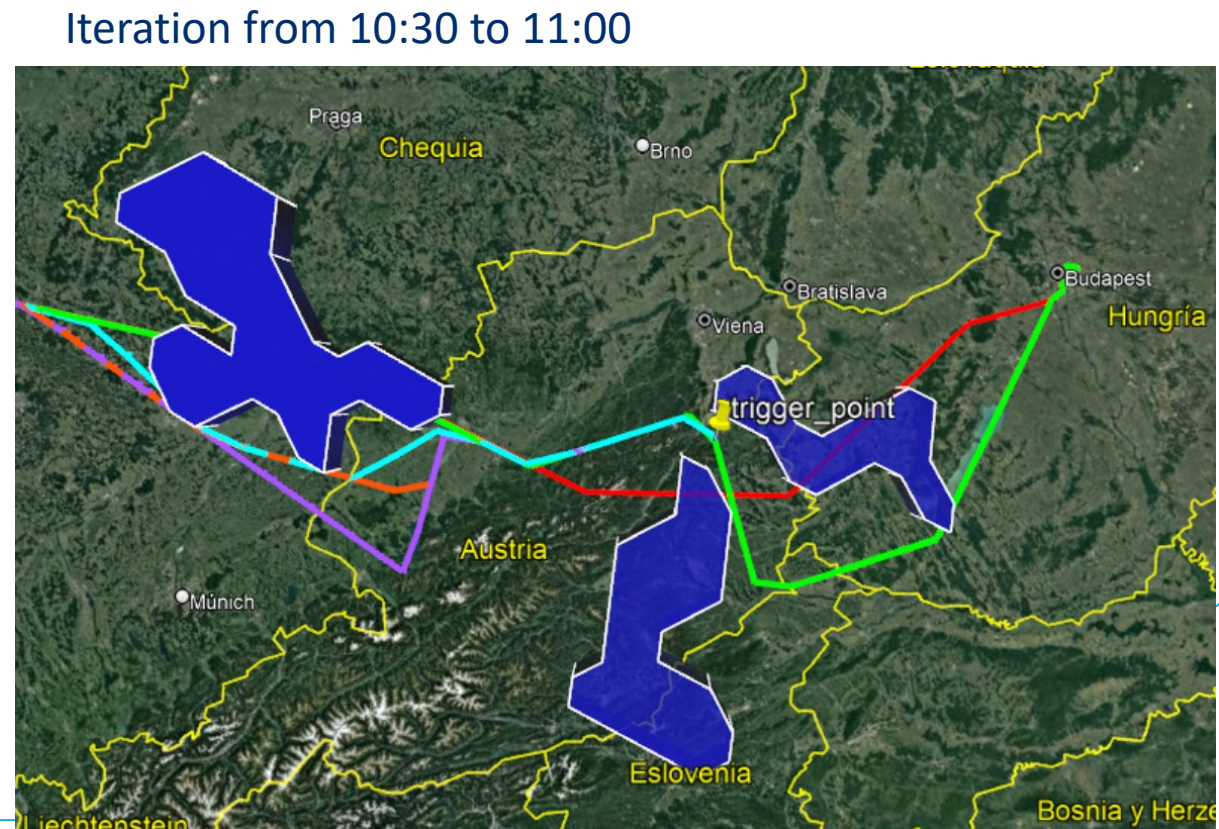 Iteration from 10:30 to 11:00
Praga
Chequia
Brno
Budapest
Bratislava
Hungría
Viena
trigger_point
Austria
Múnich
Eslovenia
Bosnia y Herze
Liechtenstein